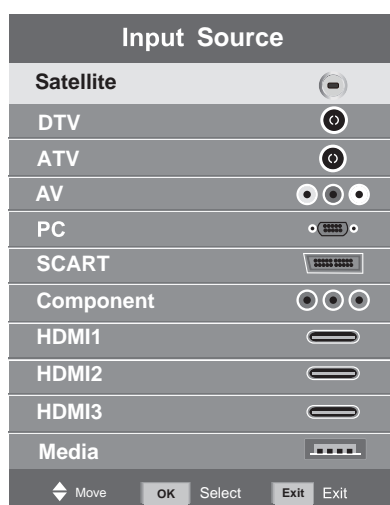 Input Source
Satellite
DTV
ATV
AV
PC
SCART
Component
HDMI1
HDMI2
HDMI3
Media
Move OK Select Exit Exit